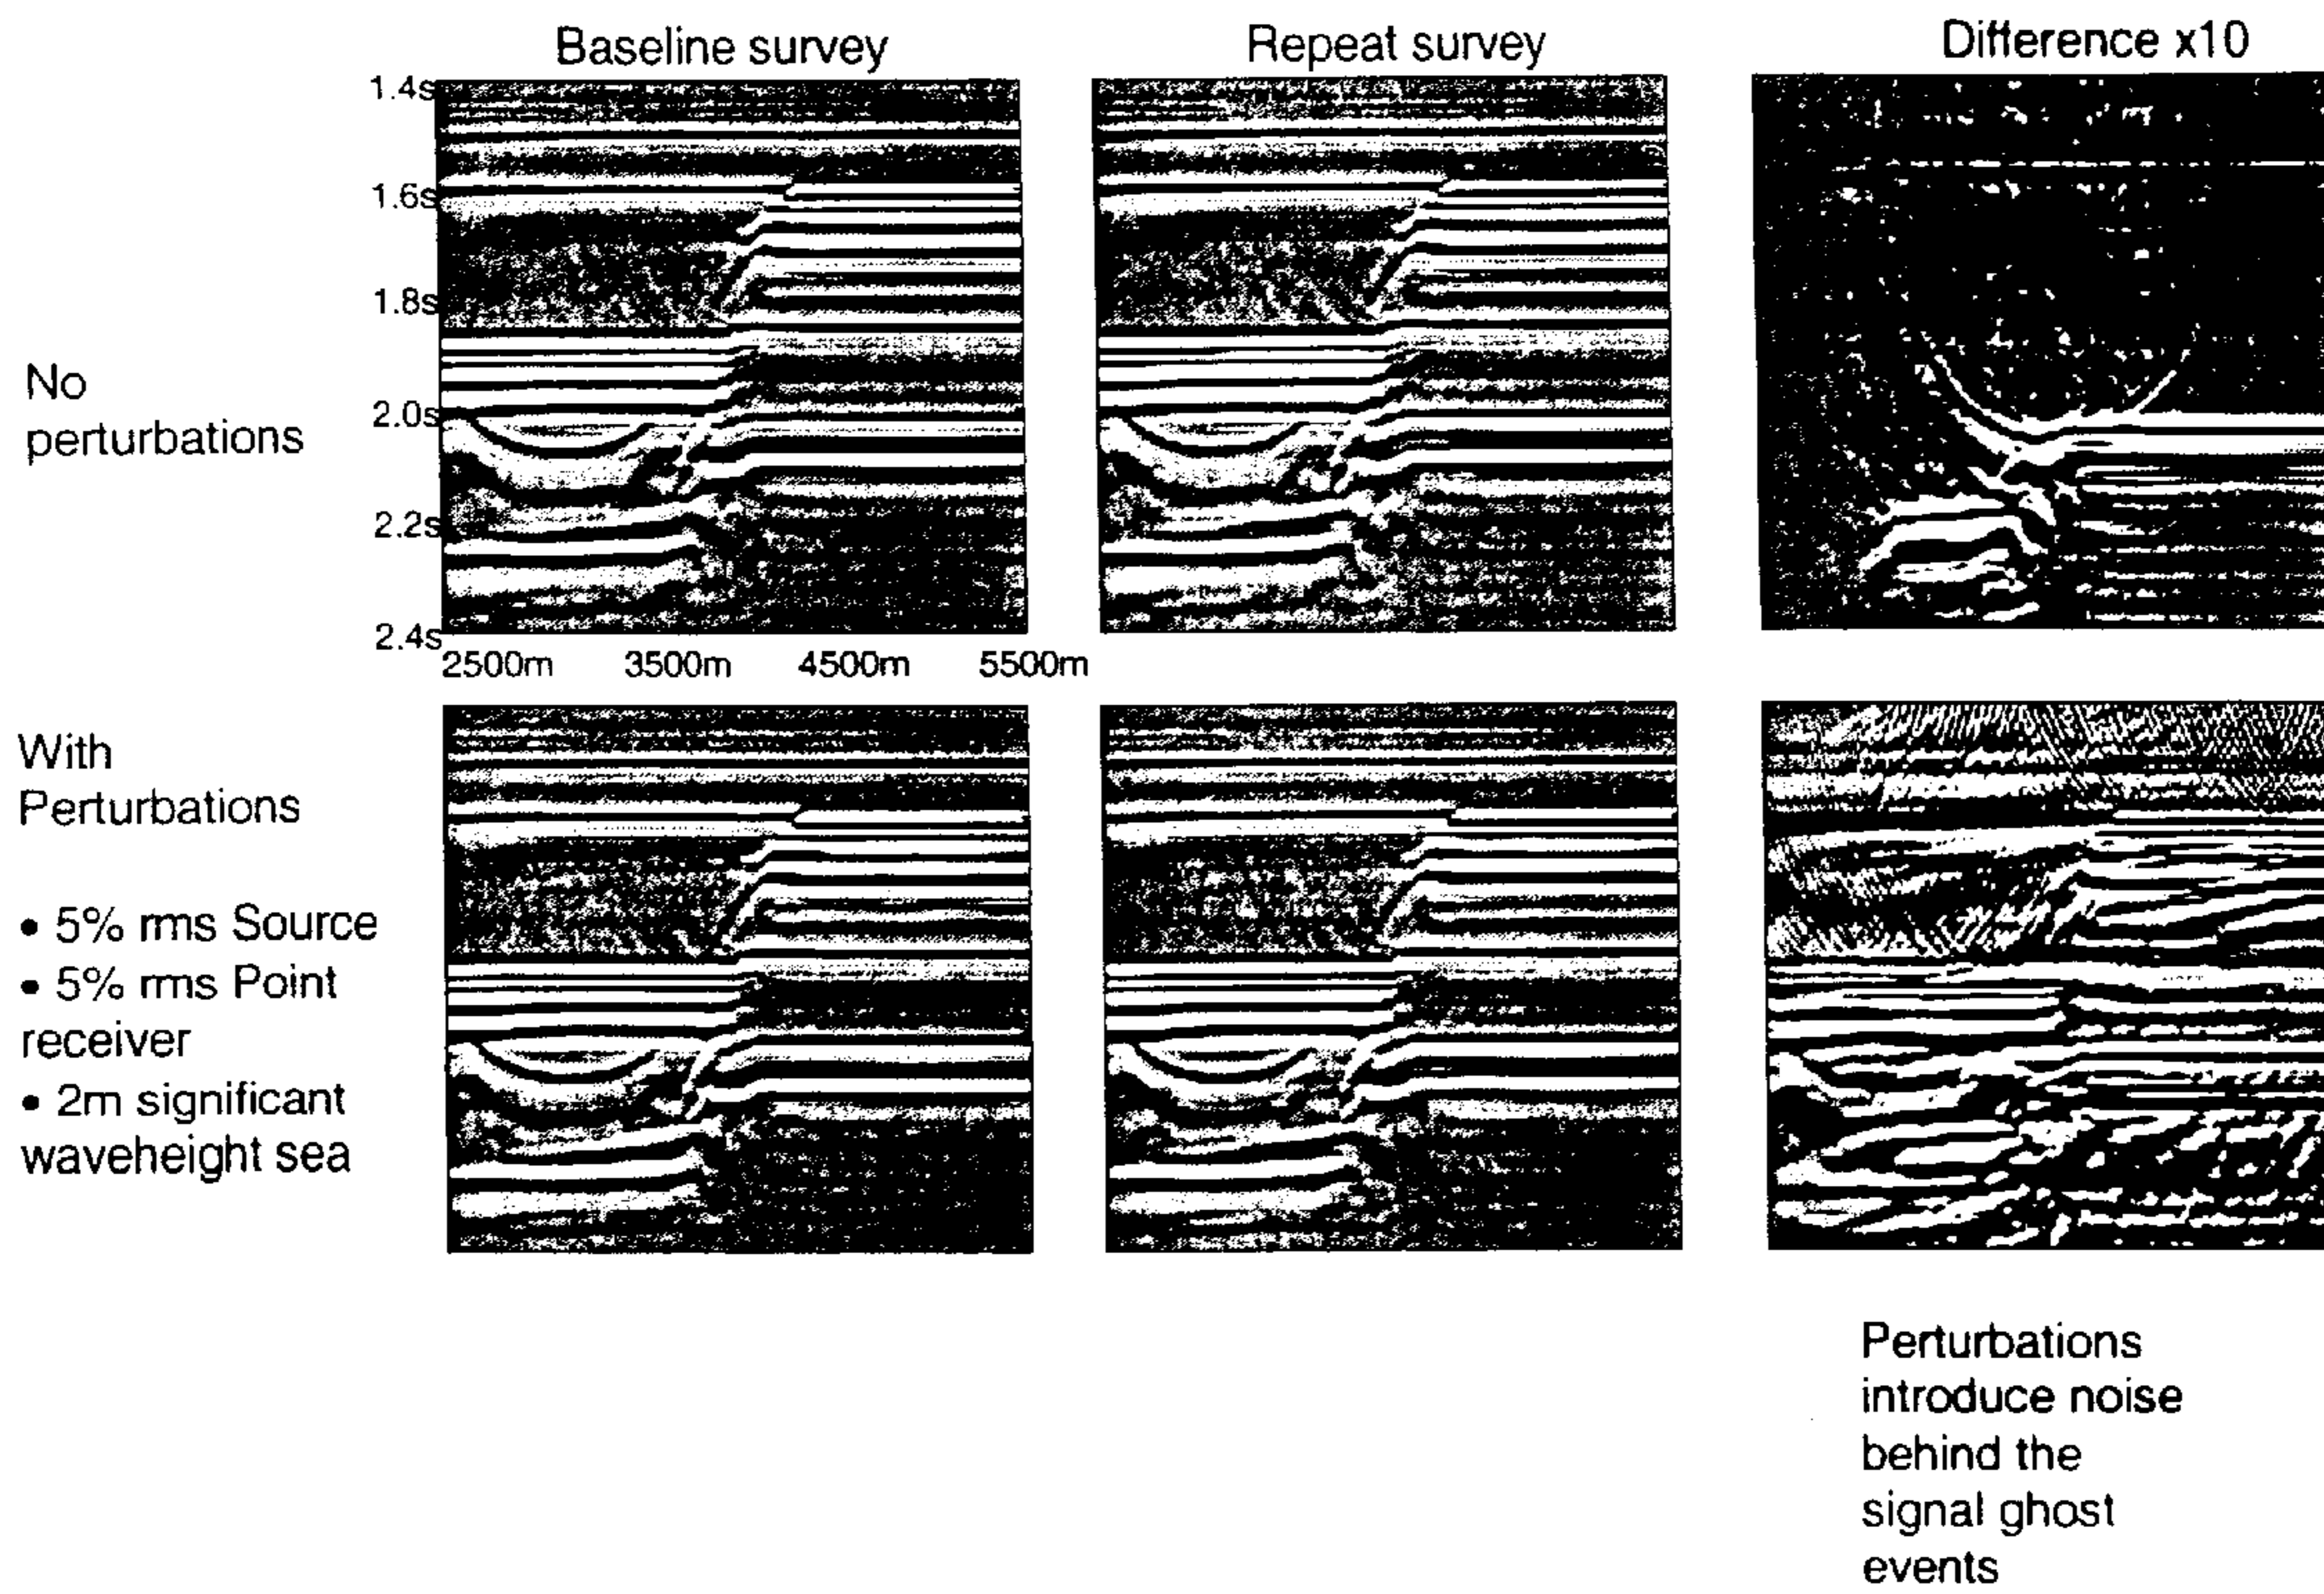 Baseline survey
Repeat survey
Difference x10
1.4s
1.6s
1.8s
2.0s
2.2s
2.4s
2500m 3500m 4500m 5500m
No
perturbations
With
Perturbations
• 5% rms Source
• 5% rms Point
receiver
• 2m significant
waveheight sea
Perturbations
introduce noise
behind the
signal ghost
events